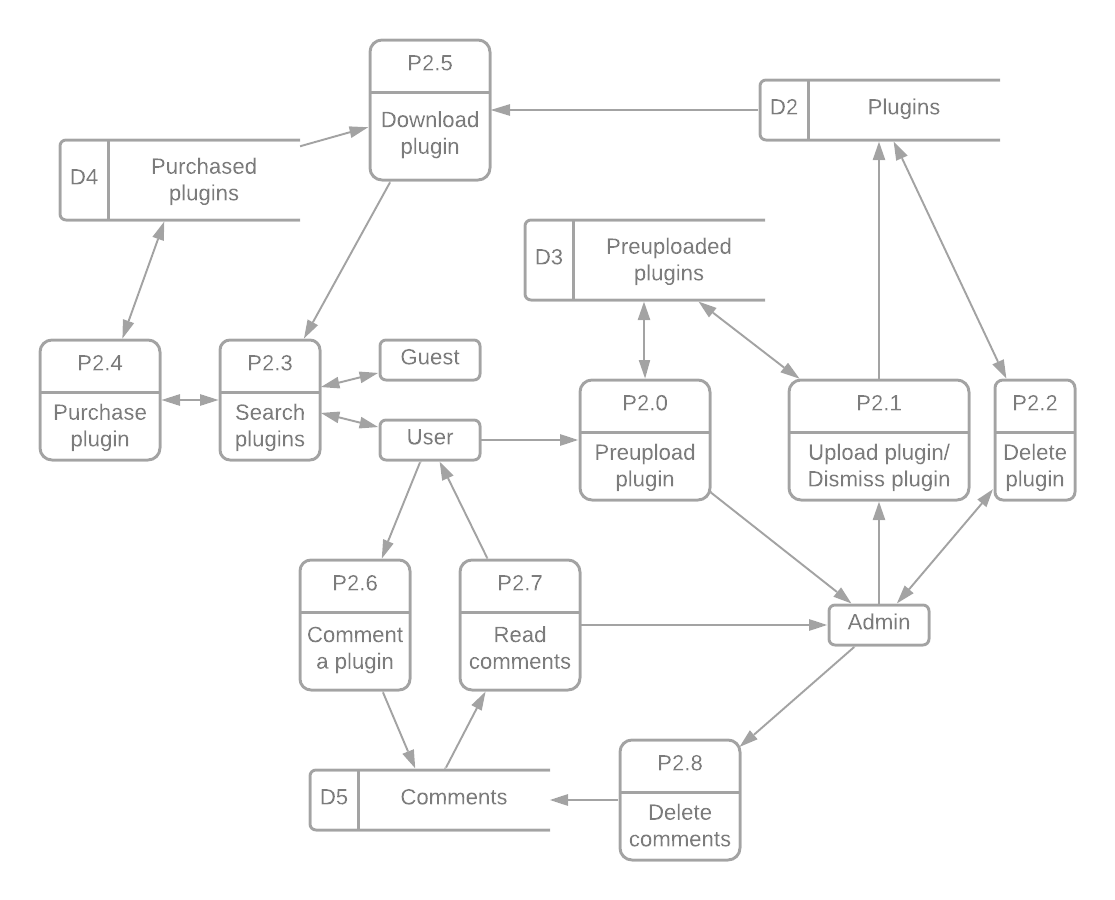 P2.5
Download
plugin
D2
Plugins
D4
Purchased
plugins
D3
Preuploaded
plugins
P2.4
Purchase
plugin
P2.3
Search
plugins
Guest
User
P2.0
Preupload
plugin
P2.1
Upload plugin/
Dismiss plugin
P2.2
Delete
plugin
P2.6
Comment
a plugin
P2.7
Read
comments
Admin
P2.8
Delete
comments
D5
Comments